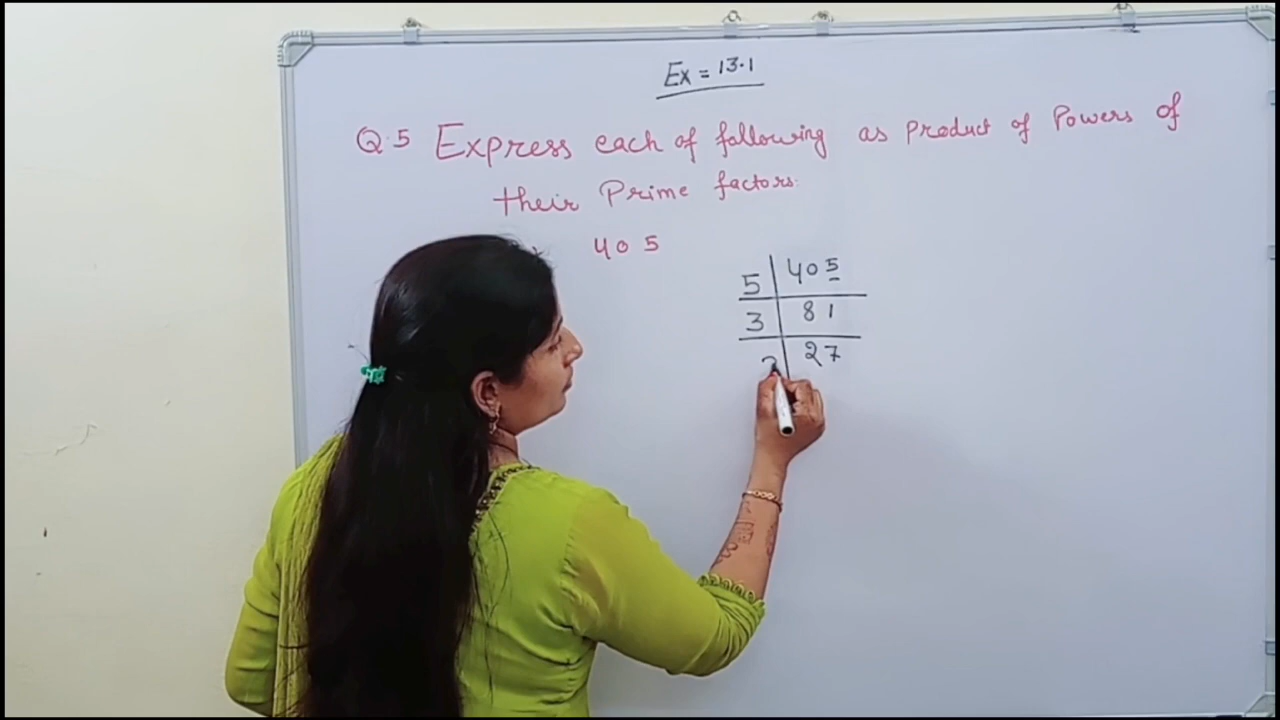 Ex = 13.1
Q.5 Express each of following as product of Powers of
their Prime factors.
405
5 405
3 81
27